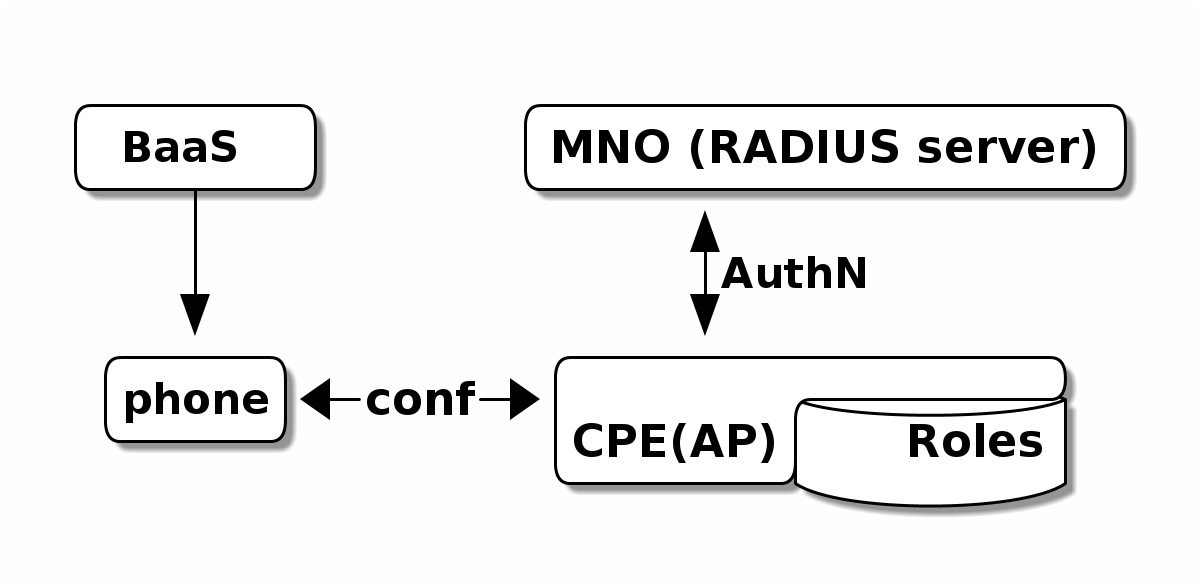 BaaS
MNO (RADIUS server)
AuthN
phone
conf
CPE(AP)
Roles